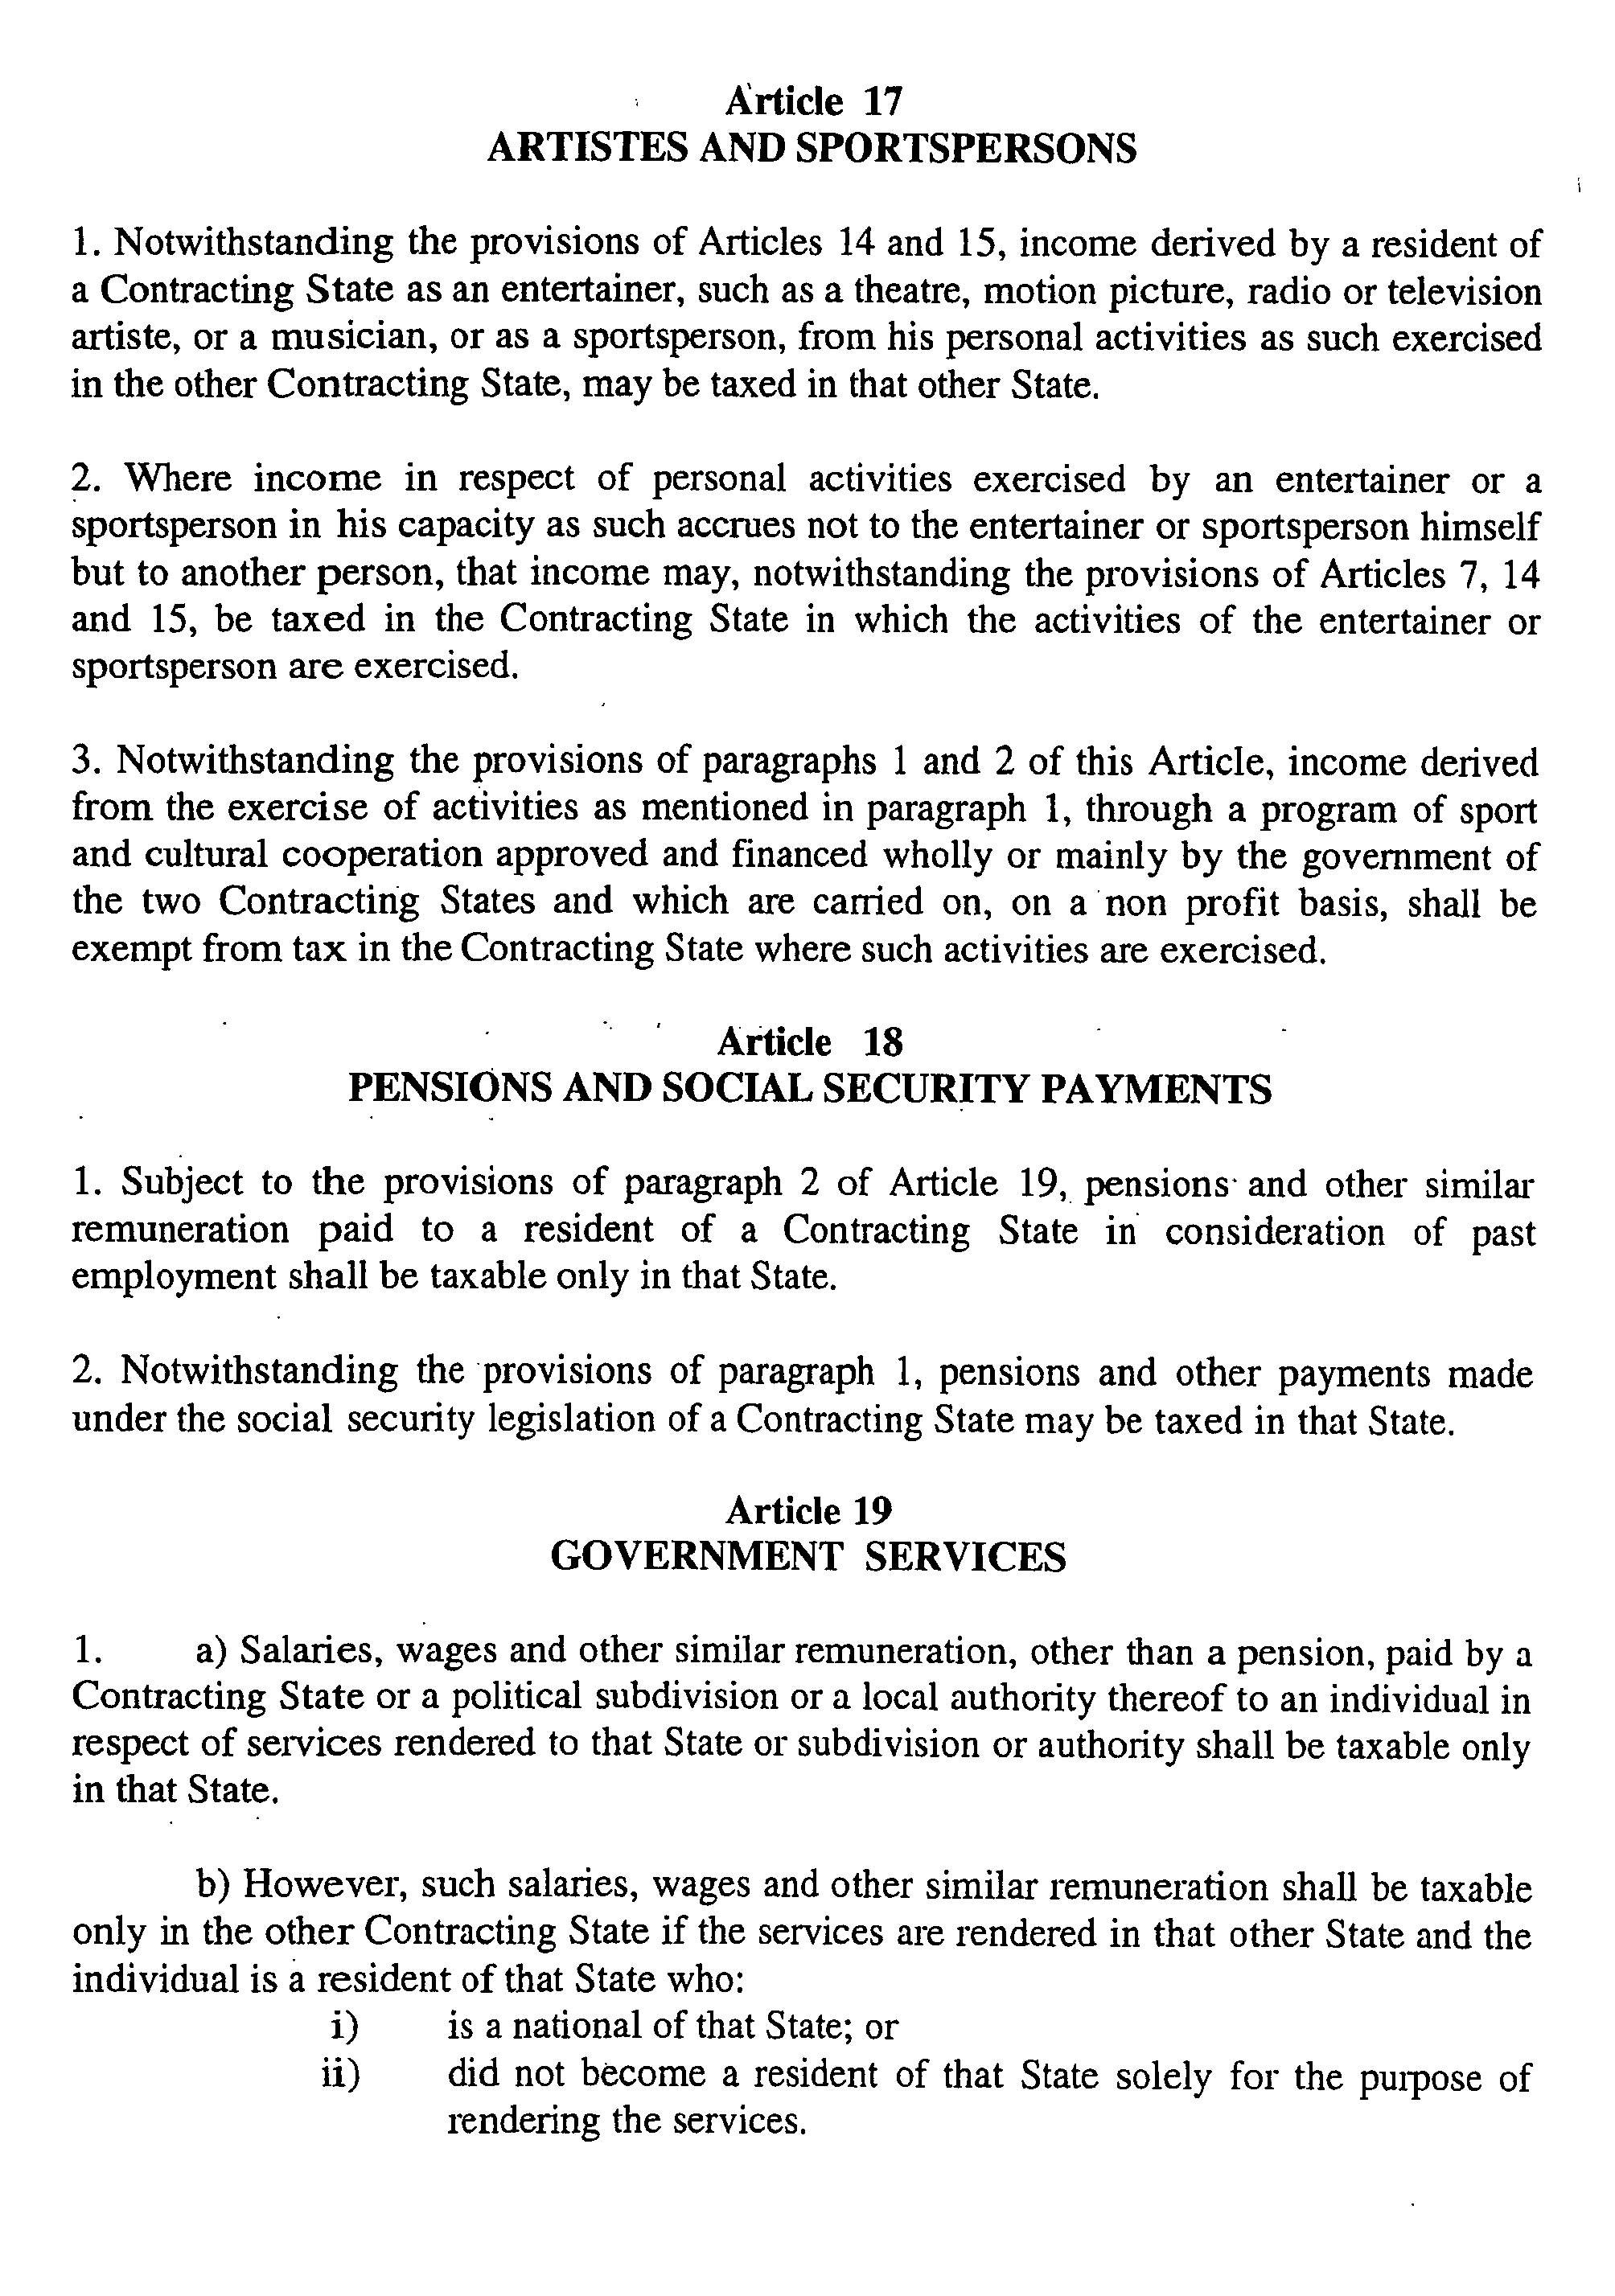 Article 17
ARTISTES AND SPORTSPERSONS
1. Notwithstanding the provisions of Articles 14 and 15, income derived by a resident of
a Contracting State as an entertainer, such as a theatre, motion picture, radio or television
artiste, or a musician, or as a sportsperson, from his personal activities as such exercised
in the other Contracting State, may be taxed in that other State.
2. Where income in respect of personal activities exercised by an entertainer or a
sportsperson in his capacity as such accrues not to the entertainer or sportsperson himself
but to another person, that income may, notwithstanding the provisions of Articles 7, 14
and 15, be taxed in the Contracting State in which the activities of the entertainer or
sportsperson are exercised.
3. Notwithstanding the provisions of paragraphs 1 and 2 of this Article, income derived
from the exercise of activities as mentioned in paragraph 1, through a program of sport
and cultural cooperation approved and financed wholly or mainly by the government of
the two Contracting States and which are carried on, on a non profit basis, shall be
exempt from tax in the Contracting State where such activities are exercised.
Article 18
PENSIONS AND SOCIAL SECURITY PAYMENTS
1. Subject to the provisions of paragraph 2 of Article 19, pensions and other similar
remuneration paid to a resident of a Contracting State in consideration of past
employment shall be taxable only in that State.
2. Notwithstanding the provisions of paragraph 1, pensions and other payments made
under the social security legislation of a Contracting State may be taxed in that State.
Article 19
GOVERNMENT SERVICES
1. a) Salaries, wages and other similar remuneration, other than a pension, paid by a
Contracting State or a political subdivision or a local authority thereof to an individual in
respect of services rendered to that State or subdivision or authority shall be taxable only
in that State.
b) However, such salaries, wages and other similar remuneration shall be taxable
only in the other Contracting State if the services are rendered in that other State and the
individual is a resident of that State who:
i) is a national of that State; or
ii) did not become a resident of that State solely for the purpose of
rendering the services.